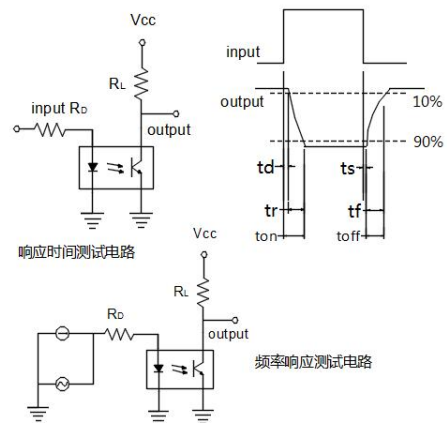 Vcc
RL
input RD
output
响应时间测试电路
input
output
10%
90%
td
ts
tr
tf
ton
toff
Vcc
RL
RD
output
频率响应测试电路